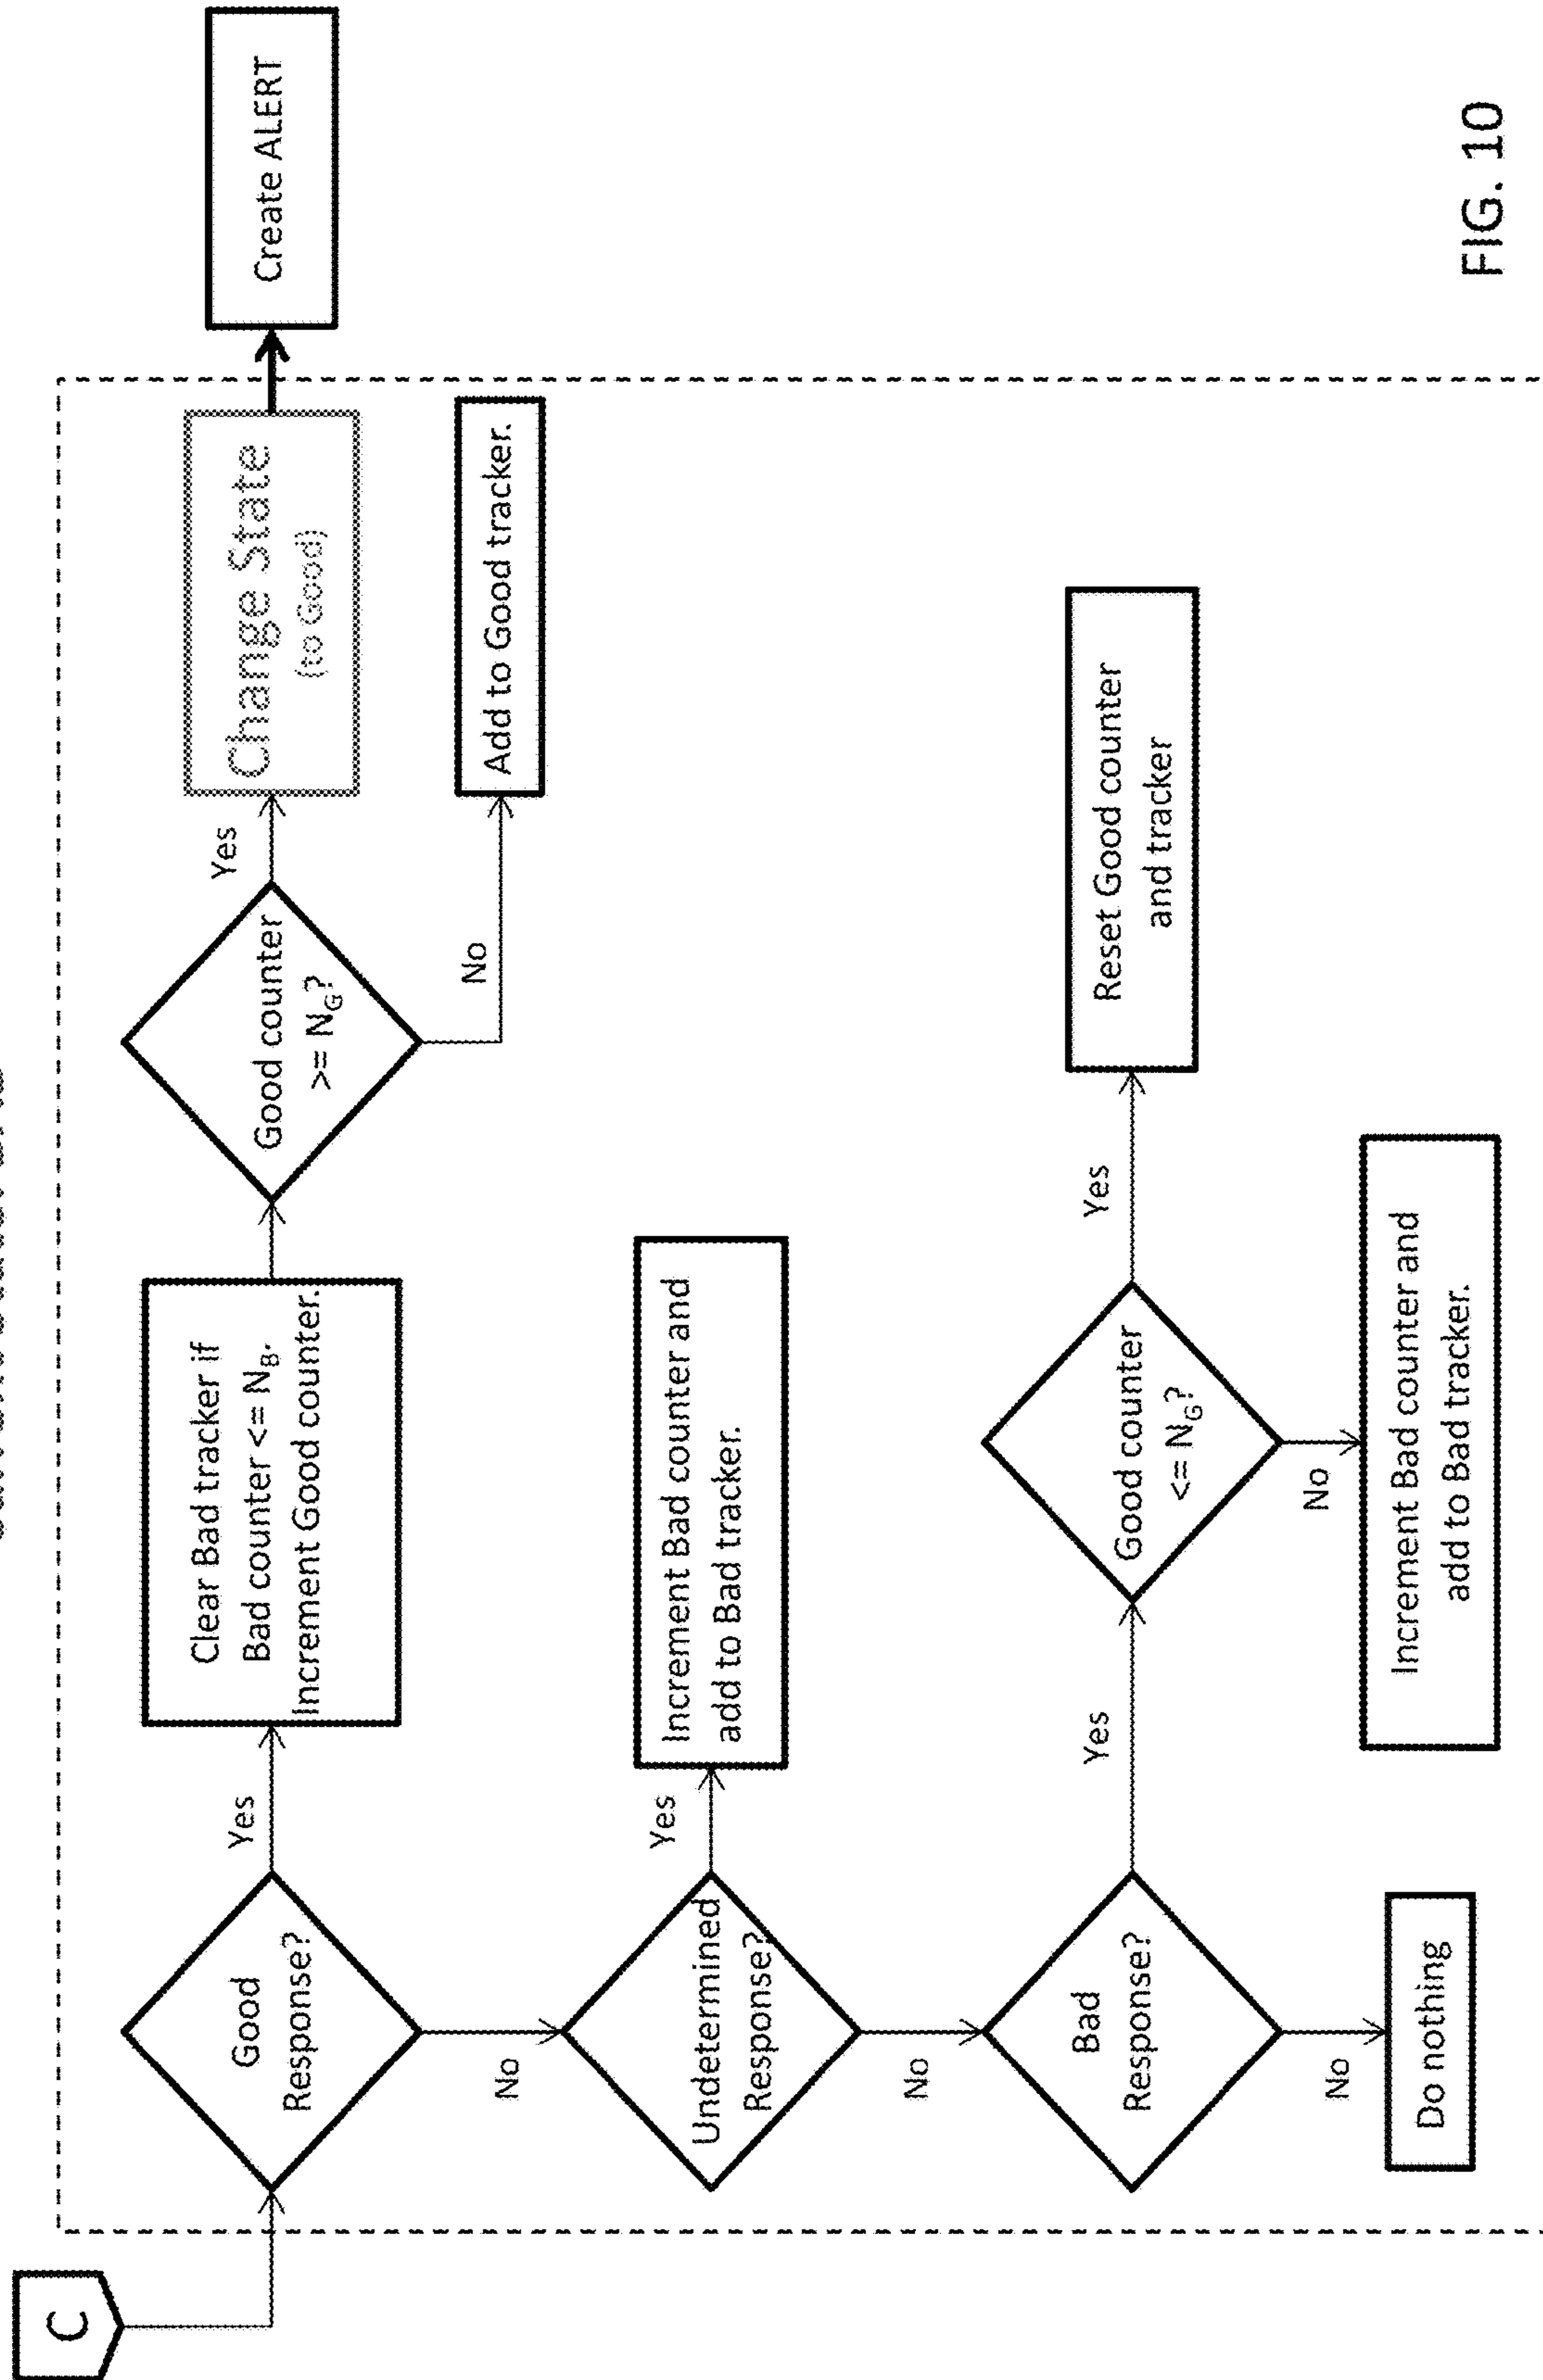 C
Good
Response?
Yes
Clear Bad tracker if
Bad counter <= NB.
Increment Good counter.
Good counter
>= NG?
Yes
Change State
(to Good)
Create ALERT
No
Add to Good tracker.
No
Undetermined
Response?
Yes
Increment Bad counter and
add to Bad tracker.
No
Bad
Response?
Yes
Good counter
<= NG?
Yes
Reset Good counter
and tracker
No
Increment Bad counter and
add to Bad tracker.
No
Do nothing
FIG. 10